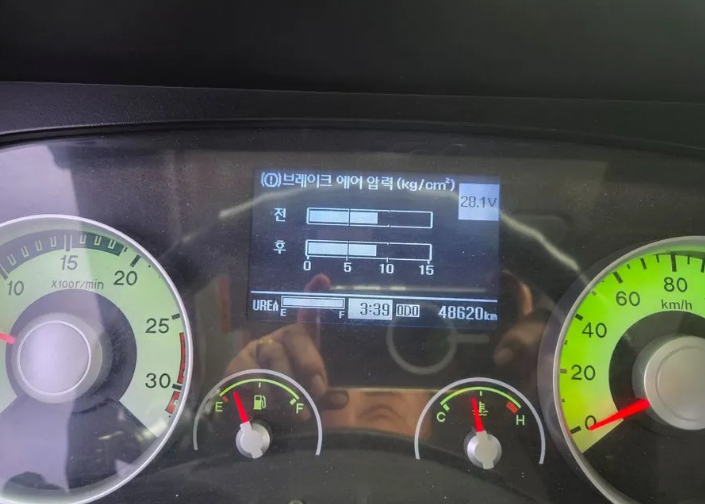 (!)브레이크 에어 압력(kg/cm²)
28.1V
전
후
0 5 10 15
UREA E F 3:39 ODO 48620km
10 15 20 25 30
X100r/min
E F
C H
0 20 40 60 80
km/h